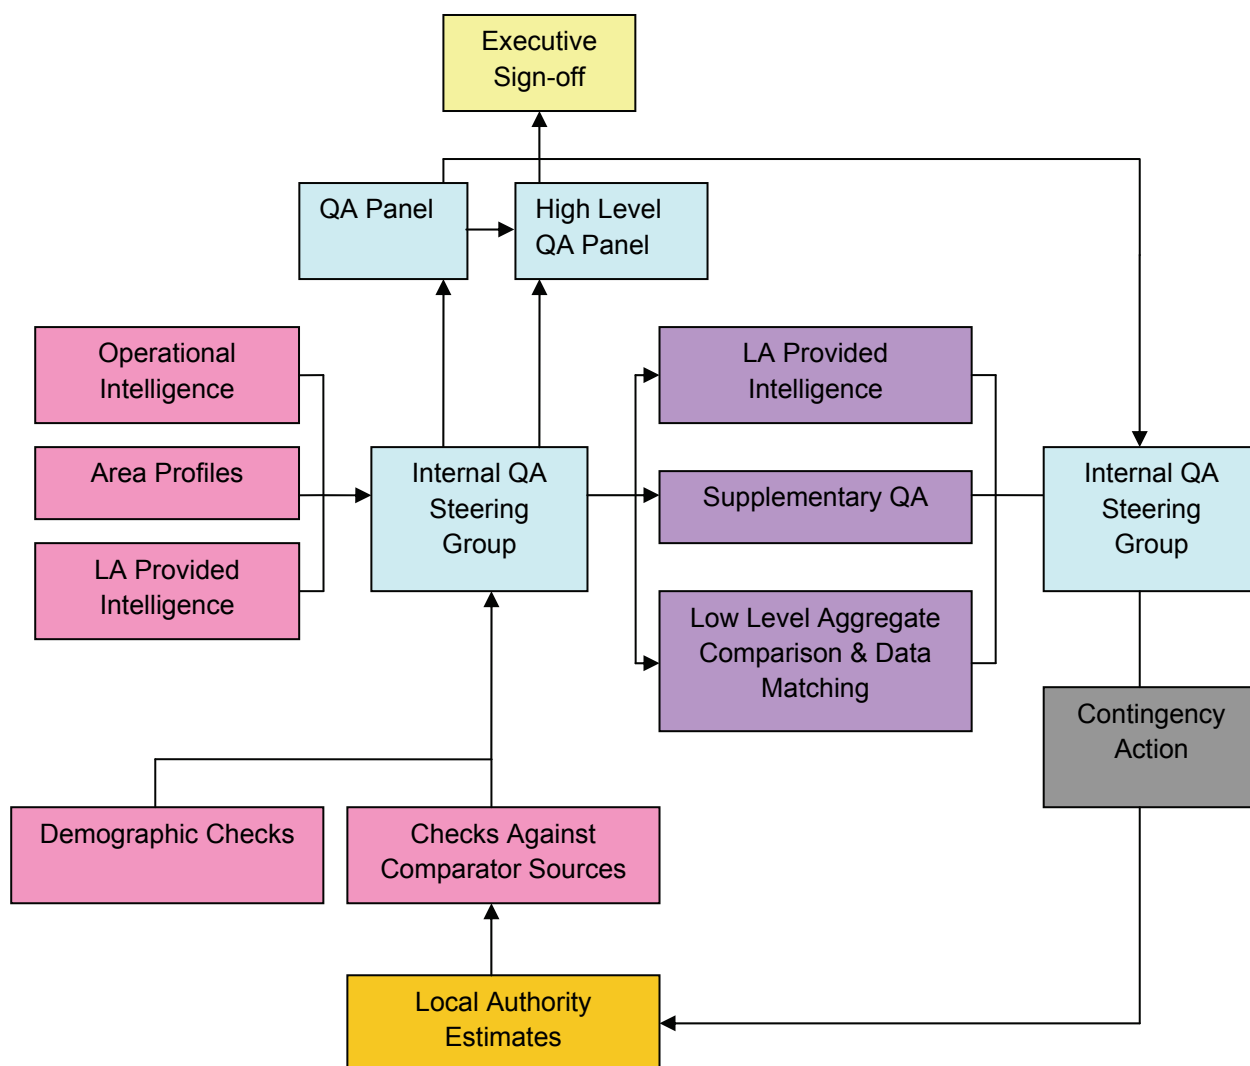 Executive
Sign-off
QA Panel
High Level
QA Panel
Operational
Intelligence
LA Provided
Intelligence
Area Profiles
Internal QA
Steering
Group
Supplementary QA
Internal QA
Steering
Group
LA Provided
Intelligence
Low Level Aggregate
Comparison & Data
Matching
Contingency
Action
Demographic Checks
Checks Against
Comparator Sources
Local Authority
Estimates